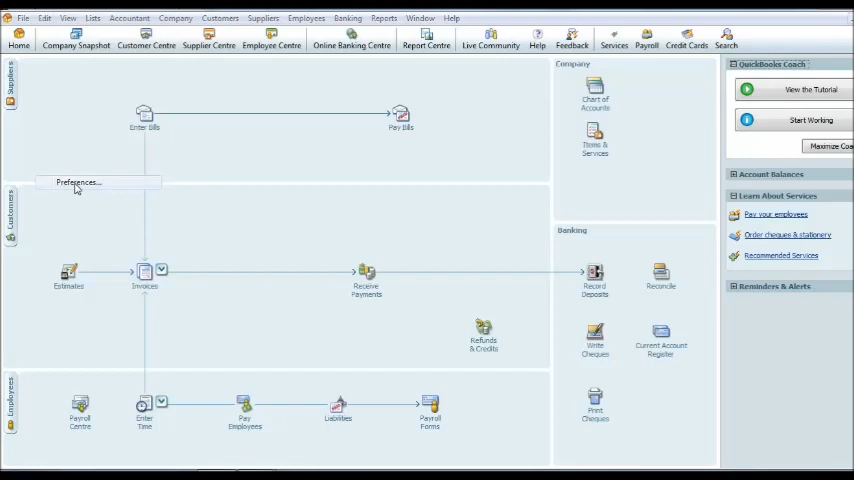 File Edit View Lists Accountant Company Customers Suppliers Employees Banking Reports Window Help
Home Company Snapshot Customer Centre Supplier Centre Employee Centre Online Banking Centre Report Centre Live Community Help Feedback Services Payroll Credit Cards Search
Suppliers
Enter Bills
Pay Bills
Preferences...
Customers
Estimates
Invoices
Receive
Payments
Refunds
& Credits
Employees
Payroll
Centre
Enter
Time
Pay
Employees
Liabilities
Payroll
Forms
Company
Chart of
Accounts
Items &
Services
Banking
Record
Deposits
Reconcile
Write
Cheques
Current Account
Register
Print
Cheques
QuickBooks Coach
View the Tutorial
Start Working
Maximize Coa
Account Balances
Learn About Services
Pay your employees
Order cheques & stationery
Recommended Services
Reminders & Alerts